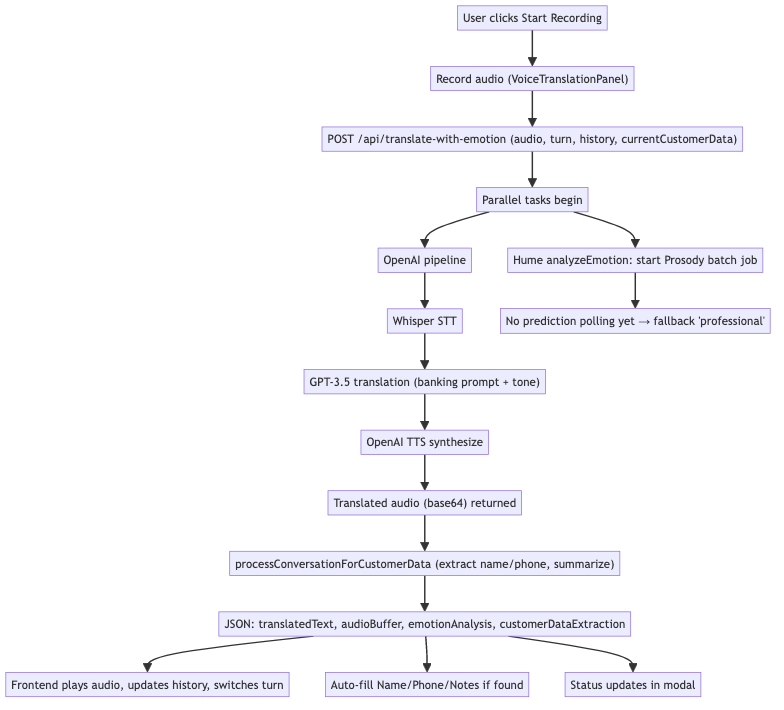 User clicks Start Recording
Record audio (VoiceTranslationPanel)
POST /api/translate-with-emotion (audio, turn, history, currentCustomerData)
Parallel tasks begin
OpenAI pipeline
Hume analyzeEmotion: start Prosody batch job
Whisper STT
No prediction polling yet → fallback 'professional'
GPT-3.5 translation (banking prompt + tone)
OpenAI TTS synthesize
Translated audio (base64) returned
processConversationForCustomerData (extract name/phone, summarize)
JSON: translatedText, audioBuffer, emotionAnalysis, customerDataExtraction
Frontend plays audio, updates history, switches turn
Auto-fill Name/Phone/Notes if found
Status updates in modal